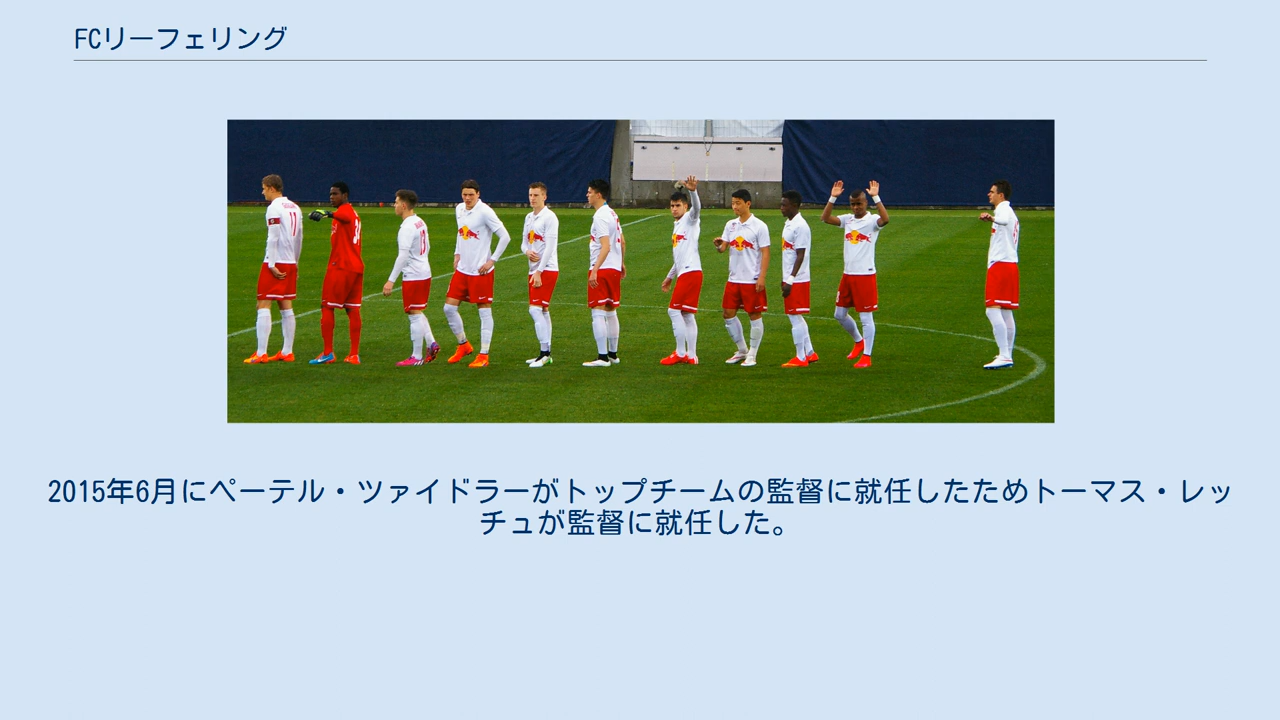 FCリーフェリング
2015年6月にペーテル・ツァイドラーがトップチームの監督に就任したためトーマス・レッ
チュが監督に就任した。